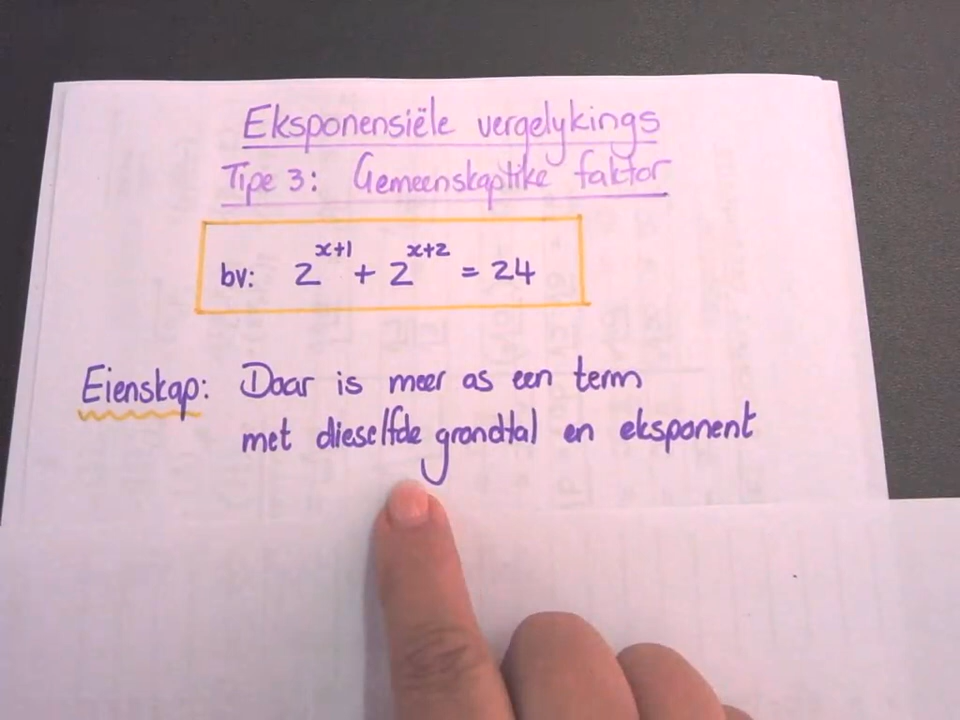 Eksponensiële vergelykings
Tipe 3: Gemeenskaptike faktor
bv: 2^(x+1) + 2^(x+2) = 24
Eienskap: Daar is meer as een term
met dieselfde grondtal en eksponent